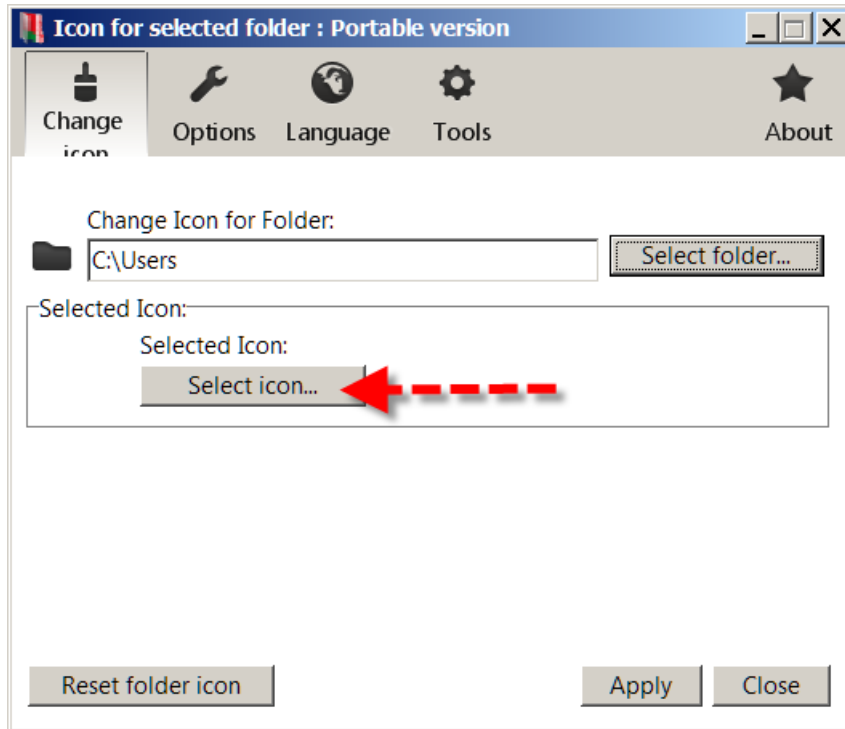 Icon for selected folder : Portable version
Change
icon
Options
Language
Tools
About
Change Icon for Folder:
C:\Users
Select folder...
Selected Icon:
Selected Icon:
Select icon...
Reset folder icon
Apply
Close